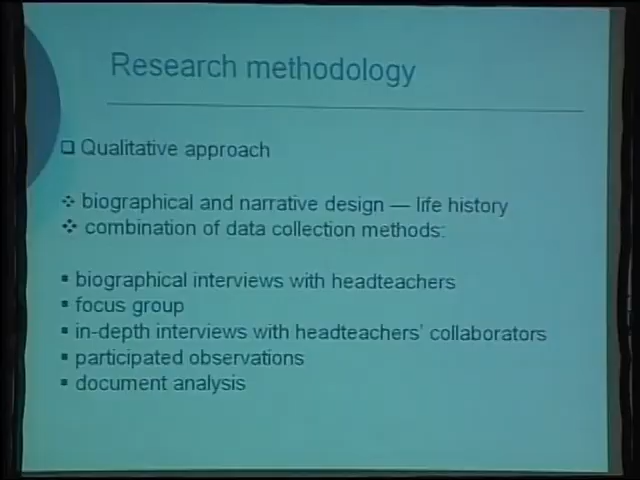 Research methodology
❑ Qualitative approach
❖ biographical and narrative design — life history
❖ combination of data collection methods:
▪ biographical interviews with headteachers
▪ focus group
▪ in-depth interviews with headteachers' collaborators
▪ participated observations
▪ document analysis